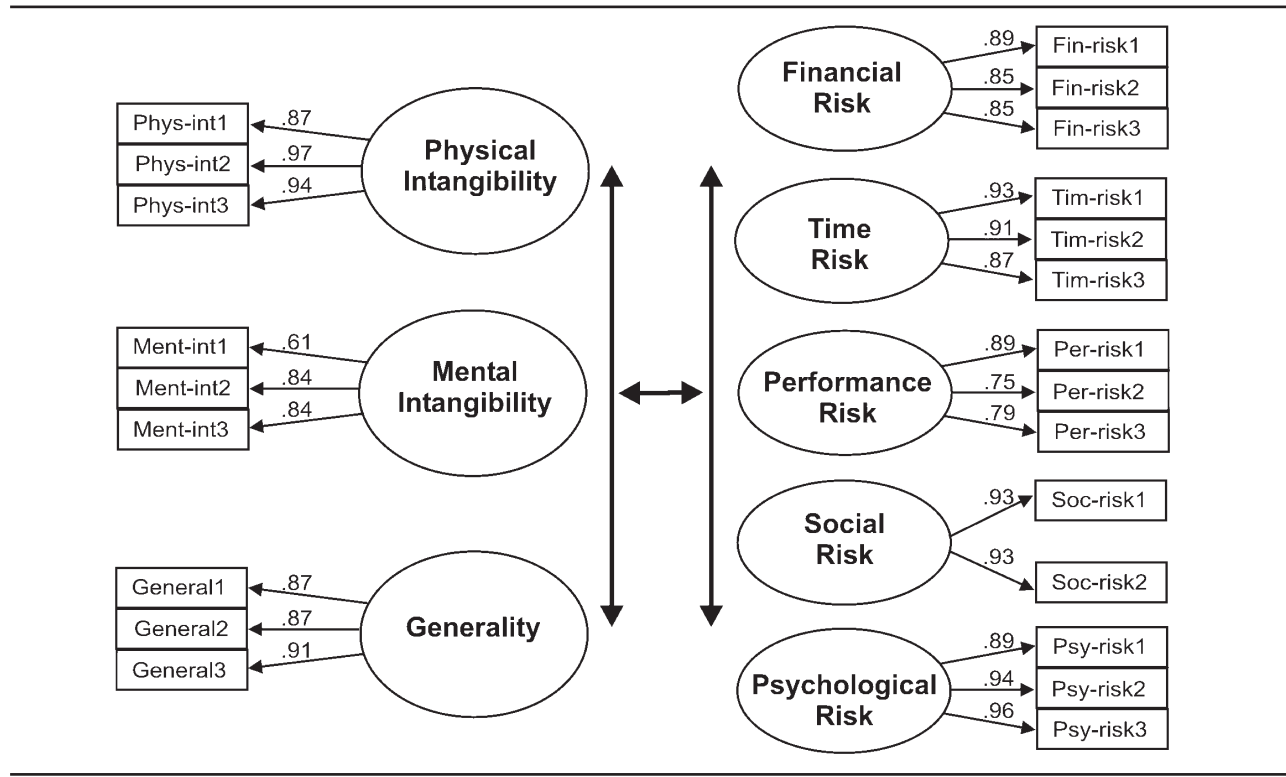 Phys-int1
Phys-int2
Phys-int3
.87
.97
.94
Physical
Intangibility
Ment-int1
Ment-int2
Ment-int3
.61
.84
.84
Mental
Intangibility
General1
General2
General3
.87
.87
.91
Generality
Financial
Risk
.89
.85
.85
Fin-risk1
Fin-risk2
Fin-risk3
Time
Risk
.93
.91
.87
Tim-risk1
Tim-risk2
Tim-risk3
Performance
Risk
.89
.75
.79
Per-risk1
Per-risk2
Per-risk3
Social
Risk
.93
.93
Soc-risk1
Soc-risk2
Psychological
Risk
.89
.94
.96
Psy-risk1
Psy-risk2
Psy-risk3